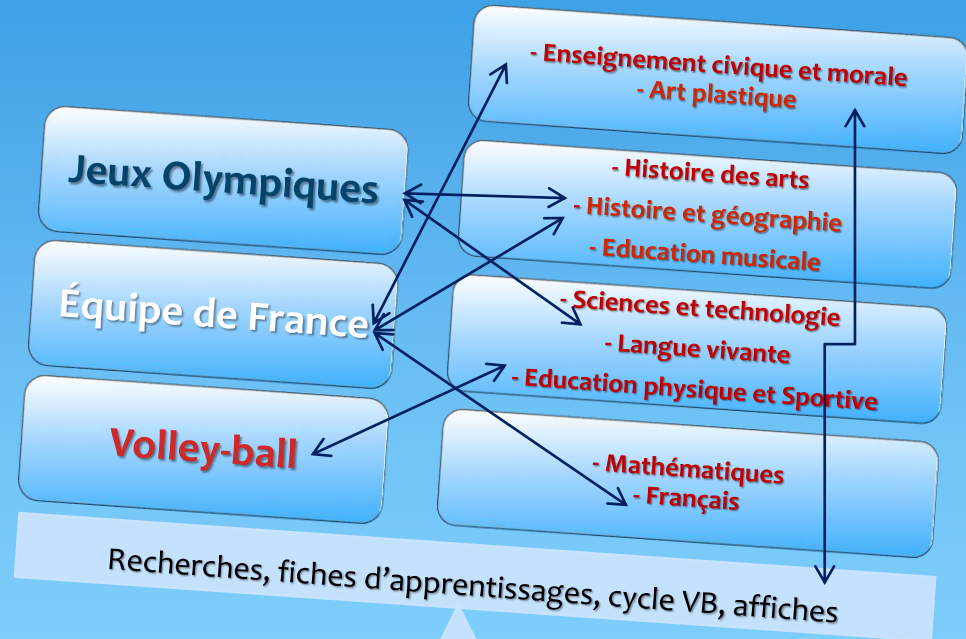 Jeux Olympiques
Équipe de France
Volley-ball
- Enseignement civique et morale
- Art plastique
- Histoire des arts
- Histoire et géographie
- Education musicale
- Sciences et technologie
- Langue vivante
- Education physique et Sportive
- Mathématiques
- Français
Recherches, fiches d’apprentissages, cycle VB, affiches